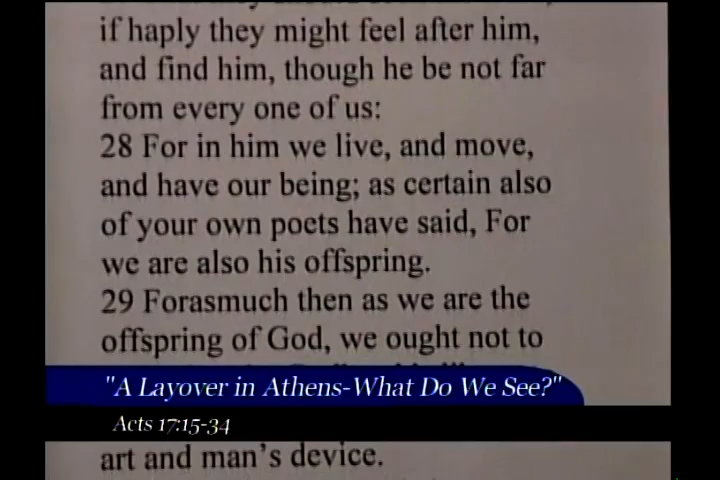 if haply they might feel after him,
and find him, though he be not far
from every one of us:
28 For in him we live, and move,
and have our being; as certain also
of your own poets have said, For
we are also his offspring.
29 Forasmuch then as we are the
offspring of God, we ought not to
"A Layover in Athens-What Do We See?"
Acts 17:15-34
art and man's device.